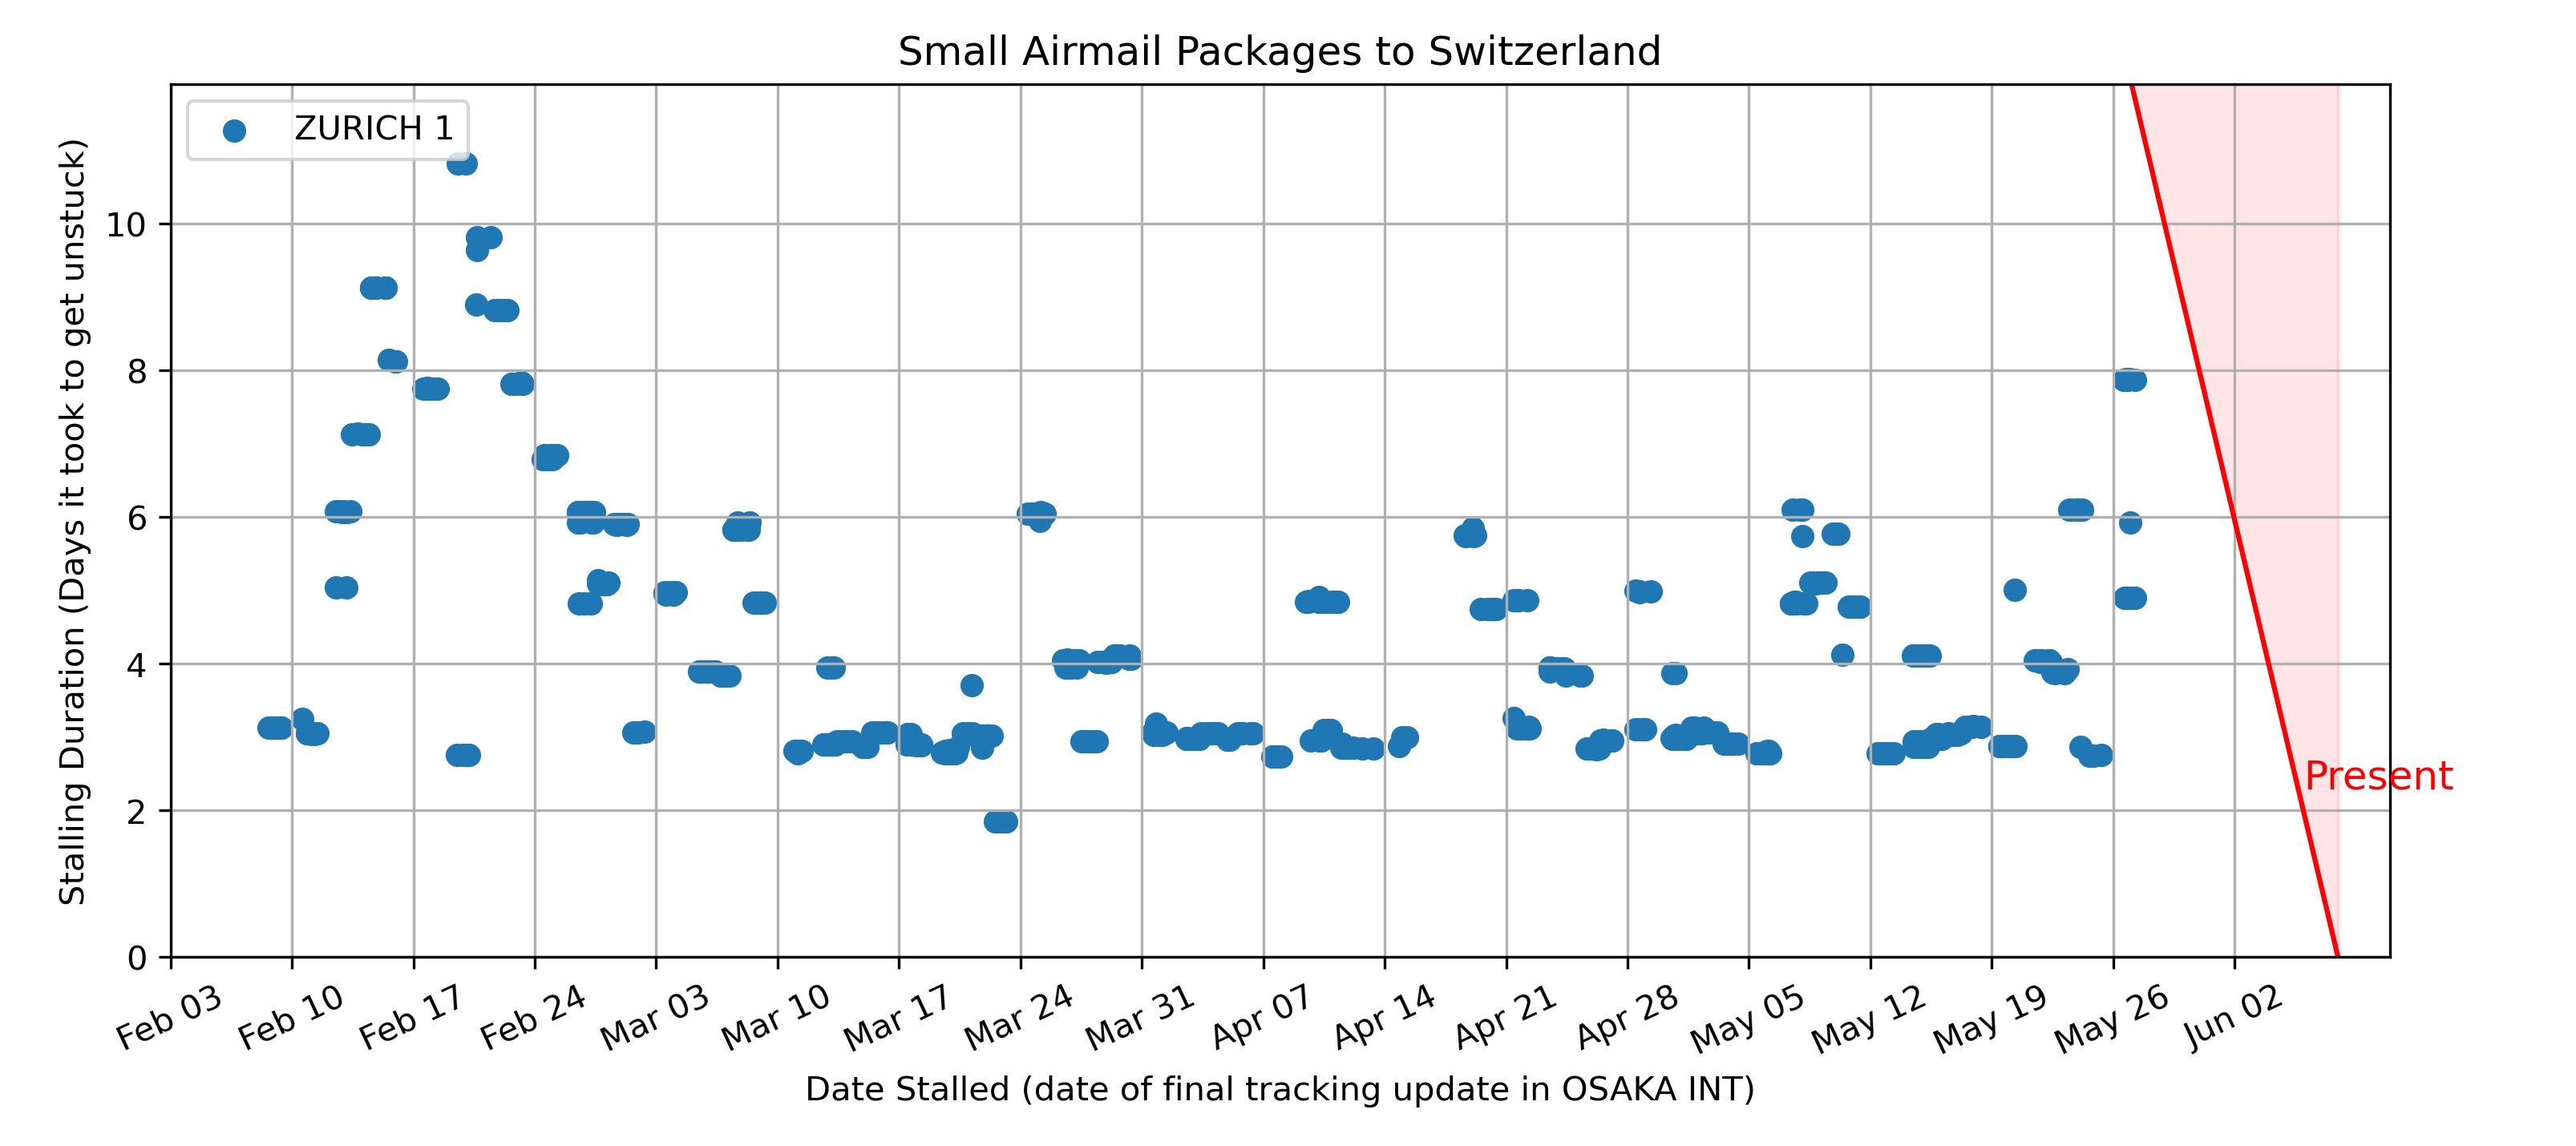 Small Airmail Packages to Switzerland
ZURICH 1
Stalling Duration (Days it took to get unstuck)
10
8
6
4
2
0
Present
Feb 03
Feb 10
Feb 17
Feb 24
Mar 03
Mar 10
Mar 17
Mar 24
Mar 31
Apr 07
Apr 14
Apr 21
Apr 28
May 05
May 12
May 19
May 26
Jun 02
Date Stalled (date of final tracking update in OSAKA INT)